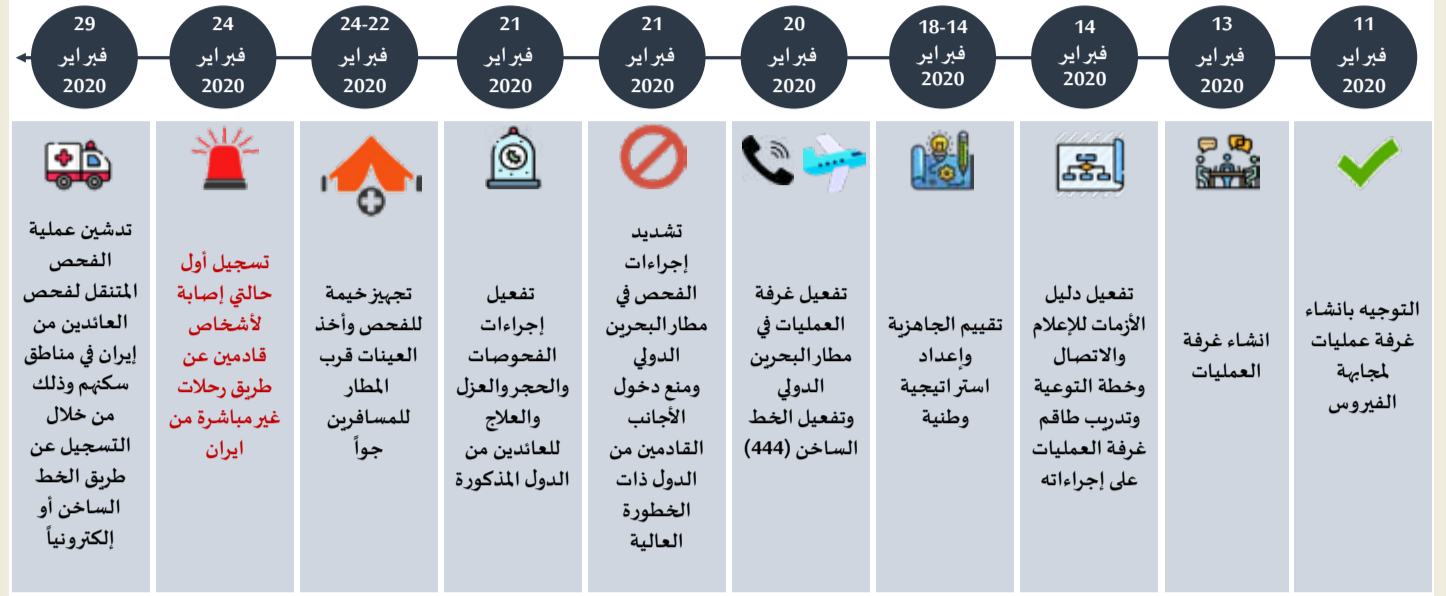 11
فبراير
2020
التوجيه بانشاء
غرفة عمليات
لمجابهة
الفيروس
13
فبراير
2020
انشاء غرفة
العمليات
14
فبراير
2020
تفعيل دليل
الأزمات للإعلام
والاتصال
وخطة التوعية
وتدريب طاقم
غرفة العمليات
على إجراءاته
18-14
فبراير
2020
تقييم الجاهزية
وإعداد
استراتيجية
وطنية
20
فبراير
2020
تفعيل غرفة
العمليات في
مطار البحرين
الدولي
وتفعيل الخط
الساخن (444)
21
فبراير
2020
تشديد
إجراءات
الفحص في
مطار البحرين
الدولي
ومنع دخول
الأجانب
القادمين من
الدول ذات
الخطورة
العالية
21
فبراير
2020
تفعيل
إجراءات
الفحوصات
والحجر والعزل
والعلاج
للعائدين من
الدول المذكورة
24-22
فبراير
2020
تجهيز خيمة
للفحص وأخذ
العينات قرب
المطار
للمسافرين
جواً
24
فبراير
2020
تسجيل أول
حالتي إصابة
لأشخاص
قادمين عن
طريق رحلات
غير مباشرة من
ايران
29
فبراير
2020
تدشين عملية
الفحص
المتنقل لفحص
العائدين من
إيران في مناطق
سكنهم وذلك
من خلال
التسجيل عن
طريق الخط
الساخن أو
إلكترونياً